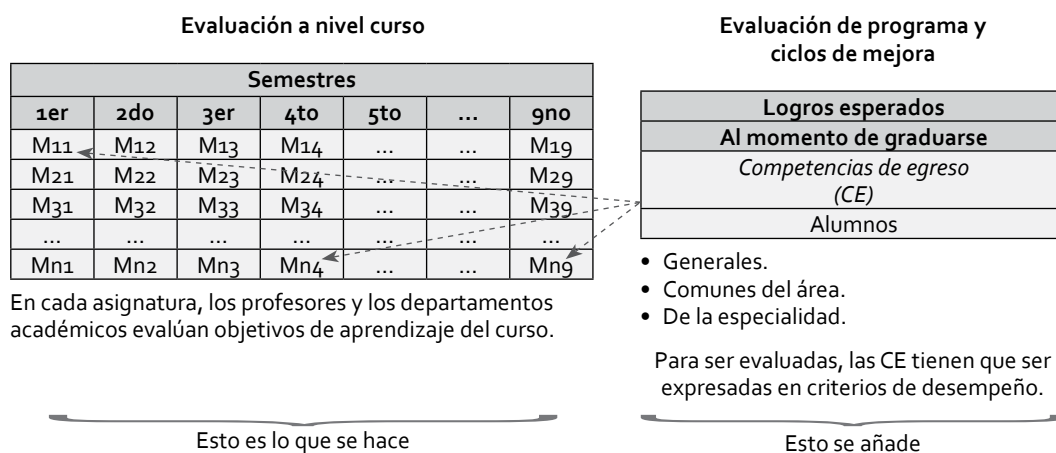 Evaluación a nivel curso
Semestres
1er 2do 3er 4to 5to ... 9no
M11 M12 M13 M14 ... ... M19
M21 M22 M23 M24 ... ... M29
M31 M32 M33 M34 ... ... M39
... ... ... ... ... ... ...
Mn1 Mn2 Mn3 Mn4 ... ... Mn9
En cada asignatura, los profesores y los departamentos
académicos evalúan objetivos de aprendizaje del curso.
Esto es lo que se hace
Evaluación de programa y
ciclos de mejora
Logros esperados
Al momento de graduarse
Competencias de egreso
(CE)
Alumnos
• Generales.
• Comunes del área.
• De la especialidad.
Para ser evaluadas, las CE tienen que ser
expresadas en criterios de desempeño.
Esto se añade